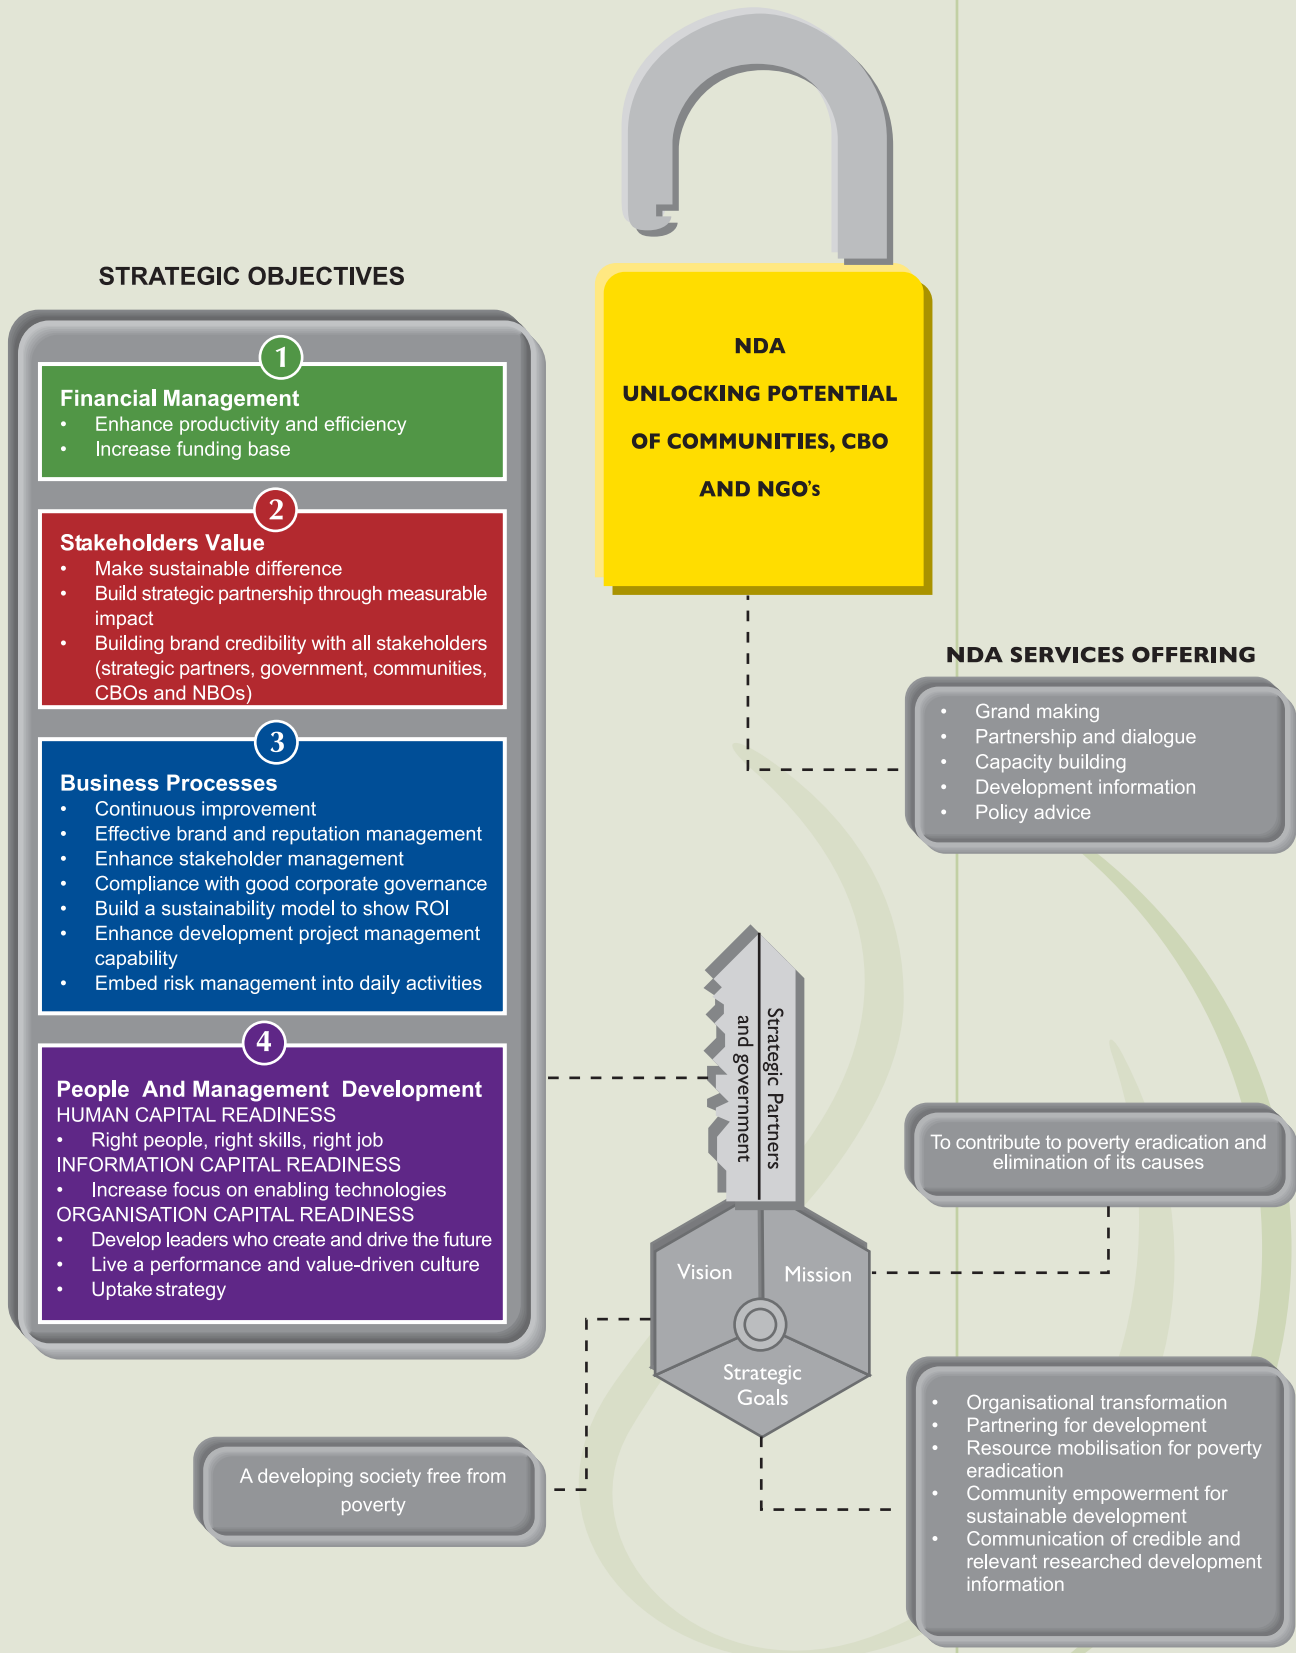 STRATEGIC OBJECTIVES
1
Financial Management
• Enhance productivity and efficiency
• Increase funding base
2
Stakeholders Value
• Make sustainable difference
• Build strategic partnership through measurable
impact
• Building brand credibility with all stakeholders
(strategic partners, government, communities,
CBOs and NBOs)
3
Business Processes
• Continuous improvement
• Effective brand and reputation management
• Enhance stakeholder management
• Compliance with good corporate governance
• Build a sustainability model to show ROI
• Enhance development project management
capability
• Embed risk management into daily activities
4
People And Management Development
HUMAN CAPITAL READINESS
• Right people, right skills, right job
INFORMATION CAPITAL READINESS
• Increase focus on enabling technologies
ORGANISATION CAPITAL READINESS
• Develop leaders who create and drive the future
• Live a performance and value-driven culture
• Uptake strategy
NDA
UNLOCKING POTENTIAL
OF COMMUNITIES, CBO
AND NGO's
NDA SERVICES OFFERING
• Grand making
• Partnership and dialogue
• Capacity building
• Development information
• Policy advice
Strategic Partners
and government
Vision
Mission
Strategic
Goals
To contribute to poverty eradication and
elimination of its causes
A developing society free from
poverty
• Organisational transformation
• Partnering for development
• Resource mobilisation for poverty
eradication
• Community empowerment for
sustainable development
• Communication of credible and
relevant researched development
information